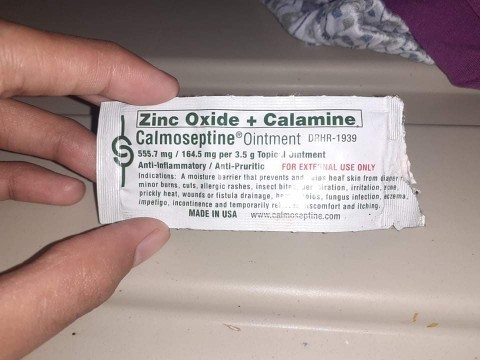 Zinc Oxide + Calamine
Calmoseptine® Ointment DRHR-1939
555.7 mg / 164.5 mg per 3.5 g Topical Ointment
Anti-Inflammatory / Anti-Pruritic FOR EXTERNAL USE ONLY
Indications: A moisture barrier that prevents and heal skin from
minor burns, cuts, allergic rashes, insect irritation,
prickly heat, wounds or fistula drainage, fungus infection, eczema,
impetigo, incontinence and temporarily discomfort and itching.
MADE IN USA www.calmoseptine.com